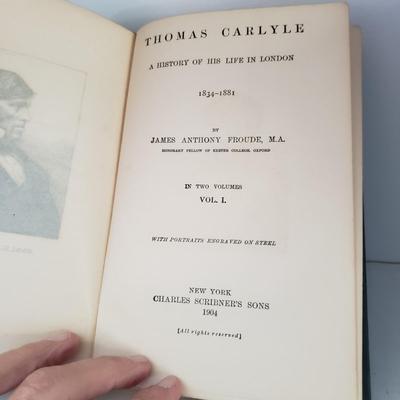 THOMAS CARLYLE
A HISTORY OF HIS LIFE IN LONDON
1834–1881
BY
JAMES ANTHONY FROUDE, M.A.
HONORARY FELLOW OF EXETER COLLEGE, OXFORD
IN TWO VOLUMES
VOL. I.
WITH PORTRAITS ENGRAVED ON STEEL
NEW YORK
CHARLES SCRIBNER'S SONS
1904
[All rights reserved]